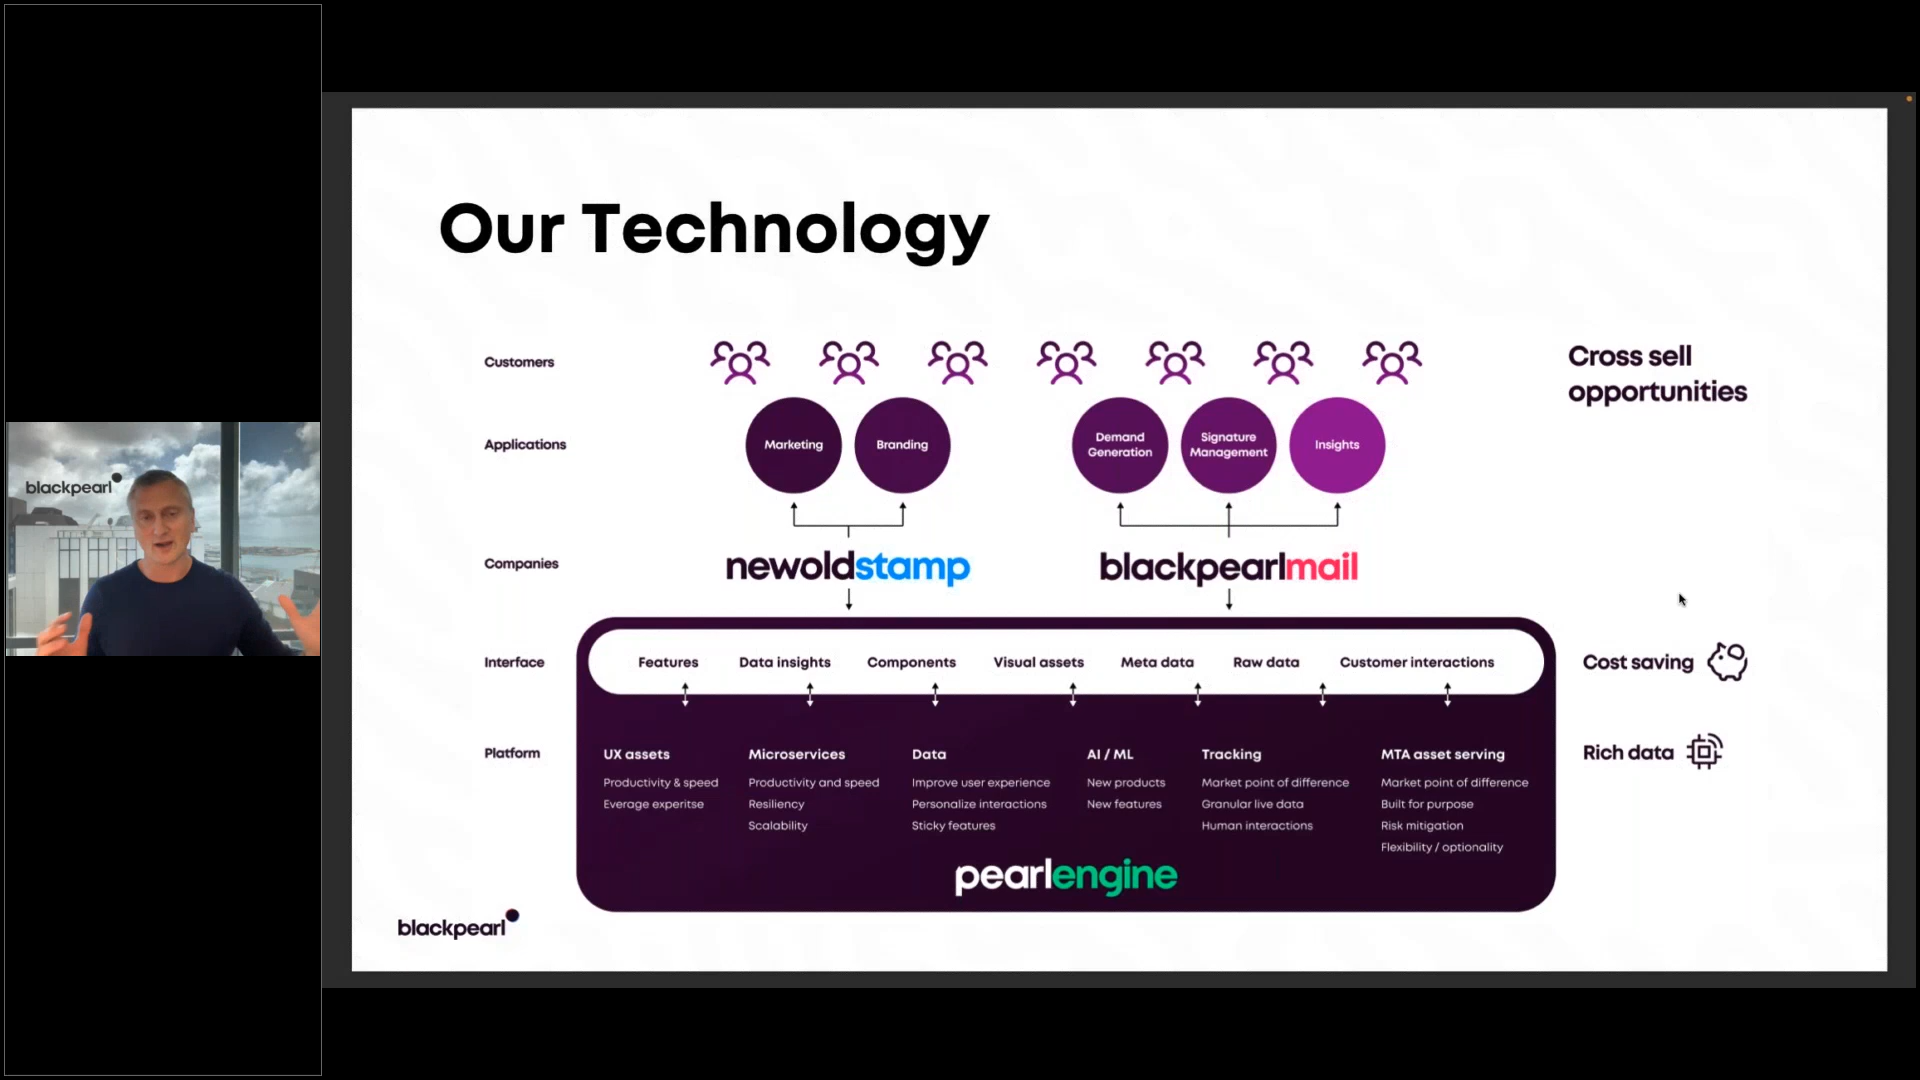 Our Technology
Customers
Cross sell
opportunities
Applications
Marketing
Branding
Demand
Generation
Signature
Management
Insights
Companies
newoldstamp
blackpearlmail
Interface
Features
Data insights
Components
Visual assets
Meta data
Raw data
Customer interactions
Cost saving
Platform
UX assets
Productivity & speed
Everage experitse
Microservices
Productivity and speed
Resiliency
Scalability
Data
Improve user experience
Personalize interactions
Sticky features
AI / ML
New products
New features
Tracking
Market point of difference
Granular live data
Human interactions
MTA asset serving
Market point of difference
Built for purpose
Risk mitigation
Flexibility / optionality
Rich data
pearlengine
blackpearl
blackpearl